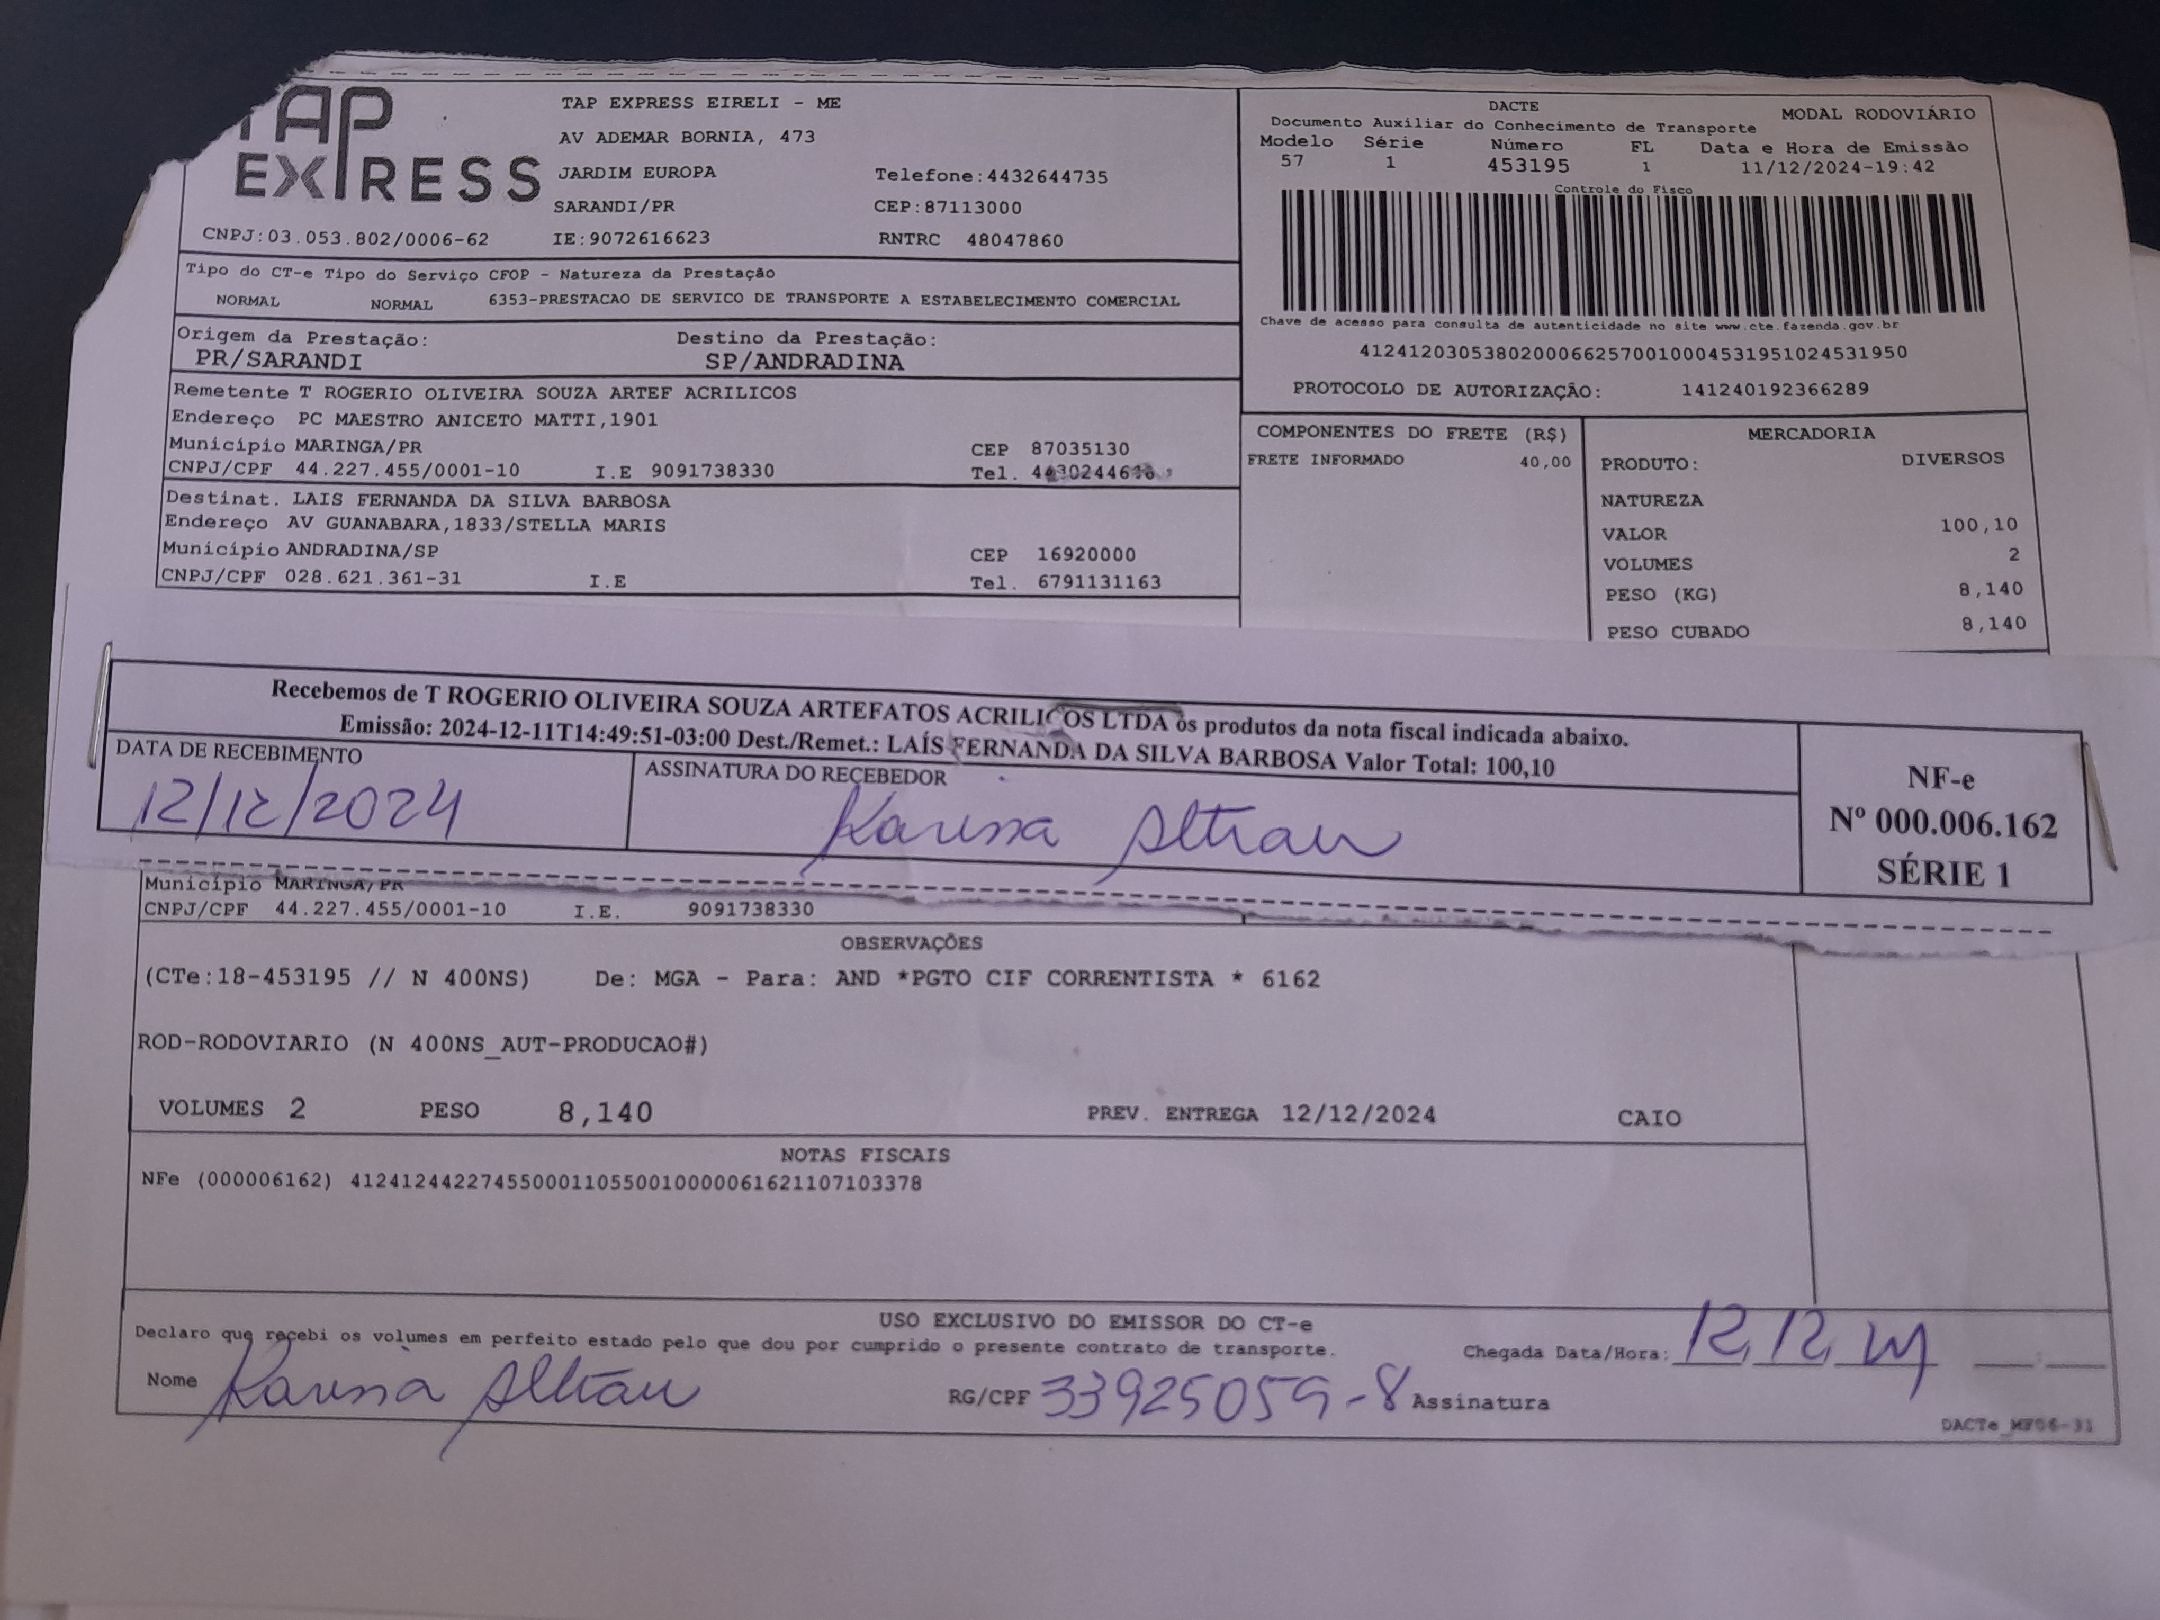 TAP EXPRESS
TAP EXPRESS EIRELI - ME
AV ADEMAR BORNIA, 473
JARDIM EUROPA Telefone:4432644735
SARANDI/PR CEP:87113000
CNPJ:03.053.802/0006-62 IE:9072616623 RNTRC 48047860
Tipo do CT-e Tipo do Serviço CFOP - Natureza da Prestação
NORMAL NORMAL 6353-PRESTACAO DE SERVICO DE TRANSPORTE A ESTABELECIMENTO COMERCIAL
Origem da Prestação: Destino da Prestação:
PR/SARANDI SP/ANDRADINA
Remetente T ROGERIO OLIVEIRA SOUZA ARTEF ACRILICOS
Endereço PC MAESTRO ANICETO MATTI,1901
Município MARINGA/PR CEP 87035130
CNPJ/CPF 44.227.455/0001-10 I.E 9091738330 Tel.
Destinat. LAIS FERNANDA DA SILVA BARBOSA
Endereço AV GUANABARA,1833/STELLA MARIS
Município ANDRADINA/SP CEP 16920000
CNPJ/CPF 028.621.361-31 I.E Tel. 6791131163
DACTE MODAL RODOVIÁRIO
Documento Auxiliar do Conhecimento de Transporte
Modelo Série Número FL Data e Hora de Emissão
57 1 453195 1 11/12/2024-19:42
Controle do Fisco
Chave de acesso para consulta de autenticidade no site www.cte.fazenda.gov.br
41241203053802000662570010004531951024531950
PROTOCOLO DE AUTORIZAÇÃO: 141240192366289
COMPONENTES DO FRETE (R$)
FRETE INFORMADO 40,00
MERCADORIA
PRODUTO: DIVERSOS
NATUREZA
VALOR 100,10
VOLUMES 2
PESO (KG) 8,140
PESO CUBADO 8,140
Recebemos de T ROGERIO OLIVEIRA SOUZA ARTEFATOS ACRILICOS LTDA os produtos da nota fiscal indicada abaixo.
Emissão: 2024-12-11T14:49:51-03:00 Dest./Remet.: LAÍS FERNANDA DA SILVA BARBOSA Valor Total: 100,10
DATA DE RECEBIMENTO ASSINATURA DO RECEBEDOR
12/12/2024 Karina Altran
NF-e
Nº 000.006.162
SÉRIE 1
Município MARINGA/PR
CNPJ/CPF 44.227.455/0001-10 I.E. 9091738330
OBSERVAÇÕES
(CTe:18-453195 // N 400NS) De: MGA - Para: AND *PGTO CIF CORRENTISTA * 6162
ROD-RODOVIARIO (N 400NS_AUT-PRODUCAO#)
VOLUMES 2 PESO 8,140 PREV. ENTREGA 12/12/2024 CAIO
NOTAS FISCAIS
NFe (000006162) 41241244227455000110550010000061621107103378
USO EXCLUSIVO DO EMISSOR DO CT-e
Declaro que recebi os volumes em perfeito estado pelo que dou por cumprido o presente contrato de transporte. Chegada Data/Hora: 12 12 24
Nome Karina Altran RG/CPF 33925059-8 Assinatura
DACTe_MF06-31